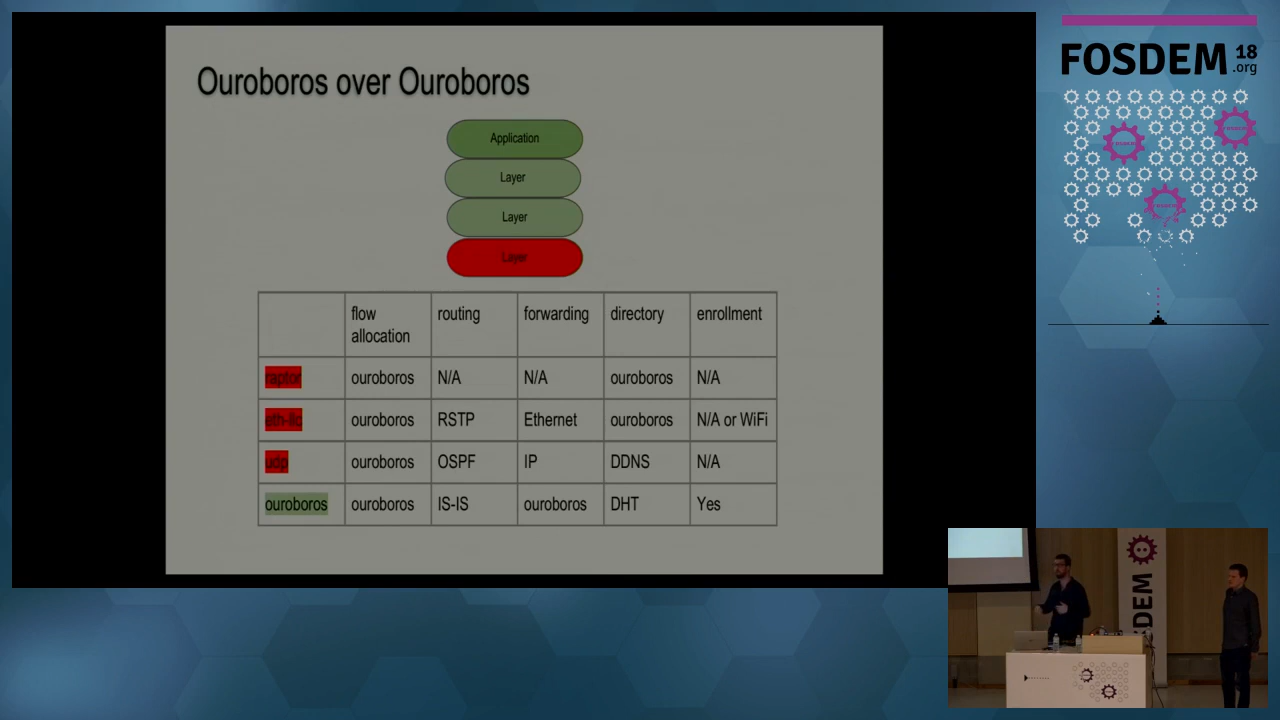 Ouroboros over Ouroboros
Application
Layer
Layer
Layer
flow allocation routing forwarding directory enrollment
raptor ouroboros N/A N/A ouroboros N/A
eth-llc ouroboros RSTP Ethernet ouroboros N/A or WiFi
udp ouroboros OSPF IP DDNS N/A
ouroboros ouroboros IS-IS ouroboros DHT Yes
FOSDEM 18
.org
DEM